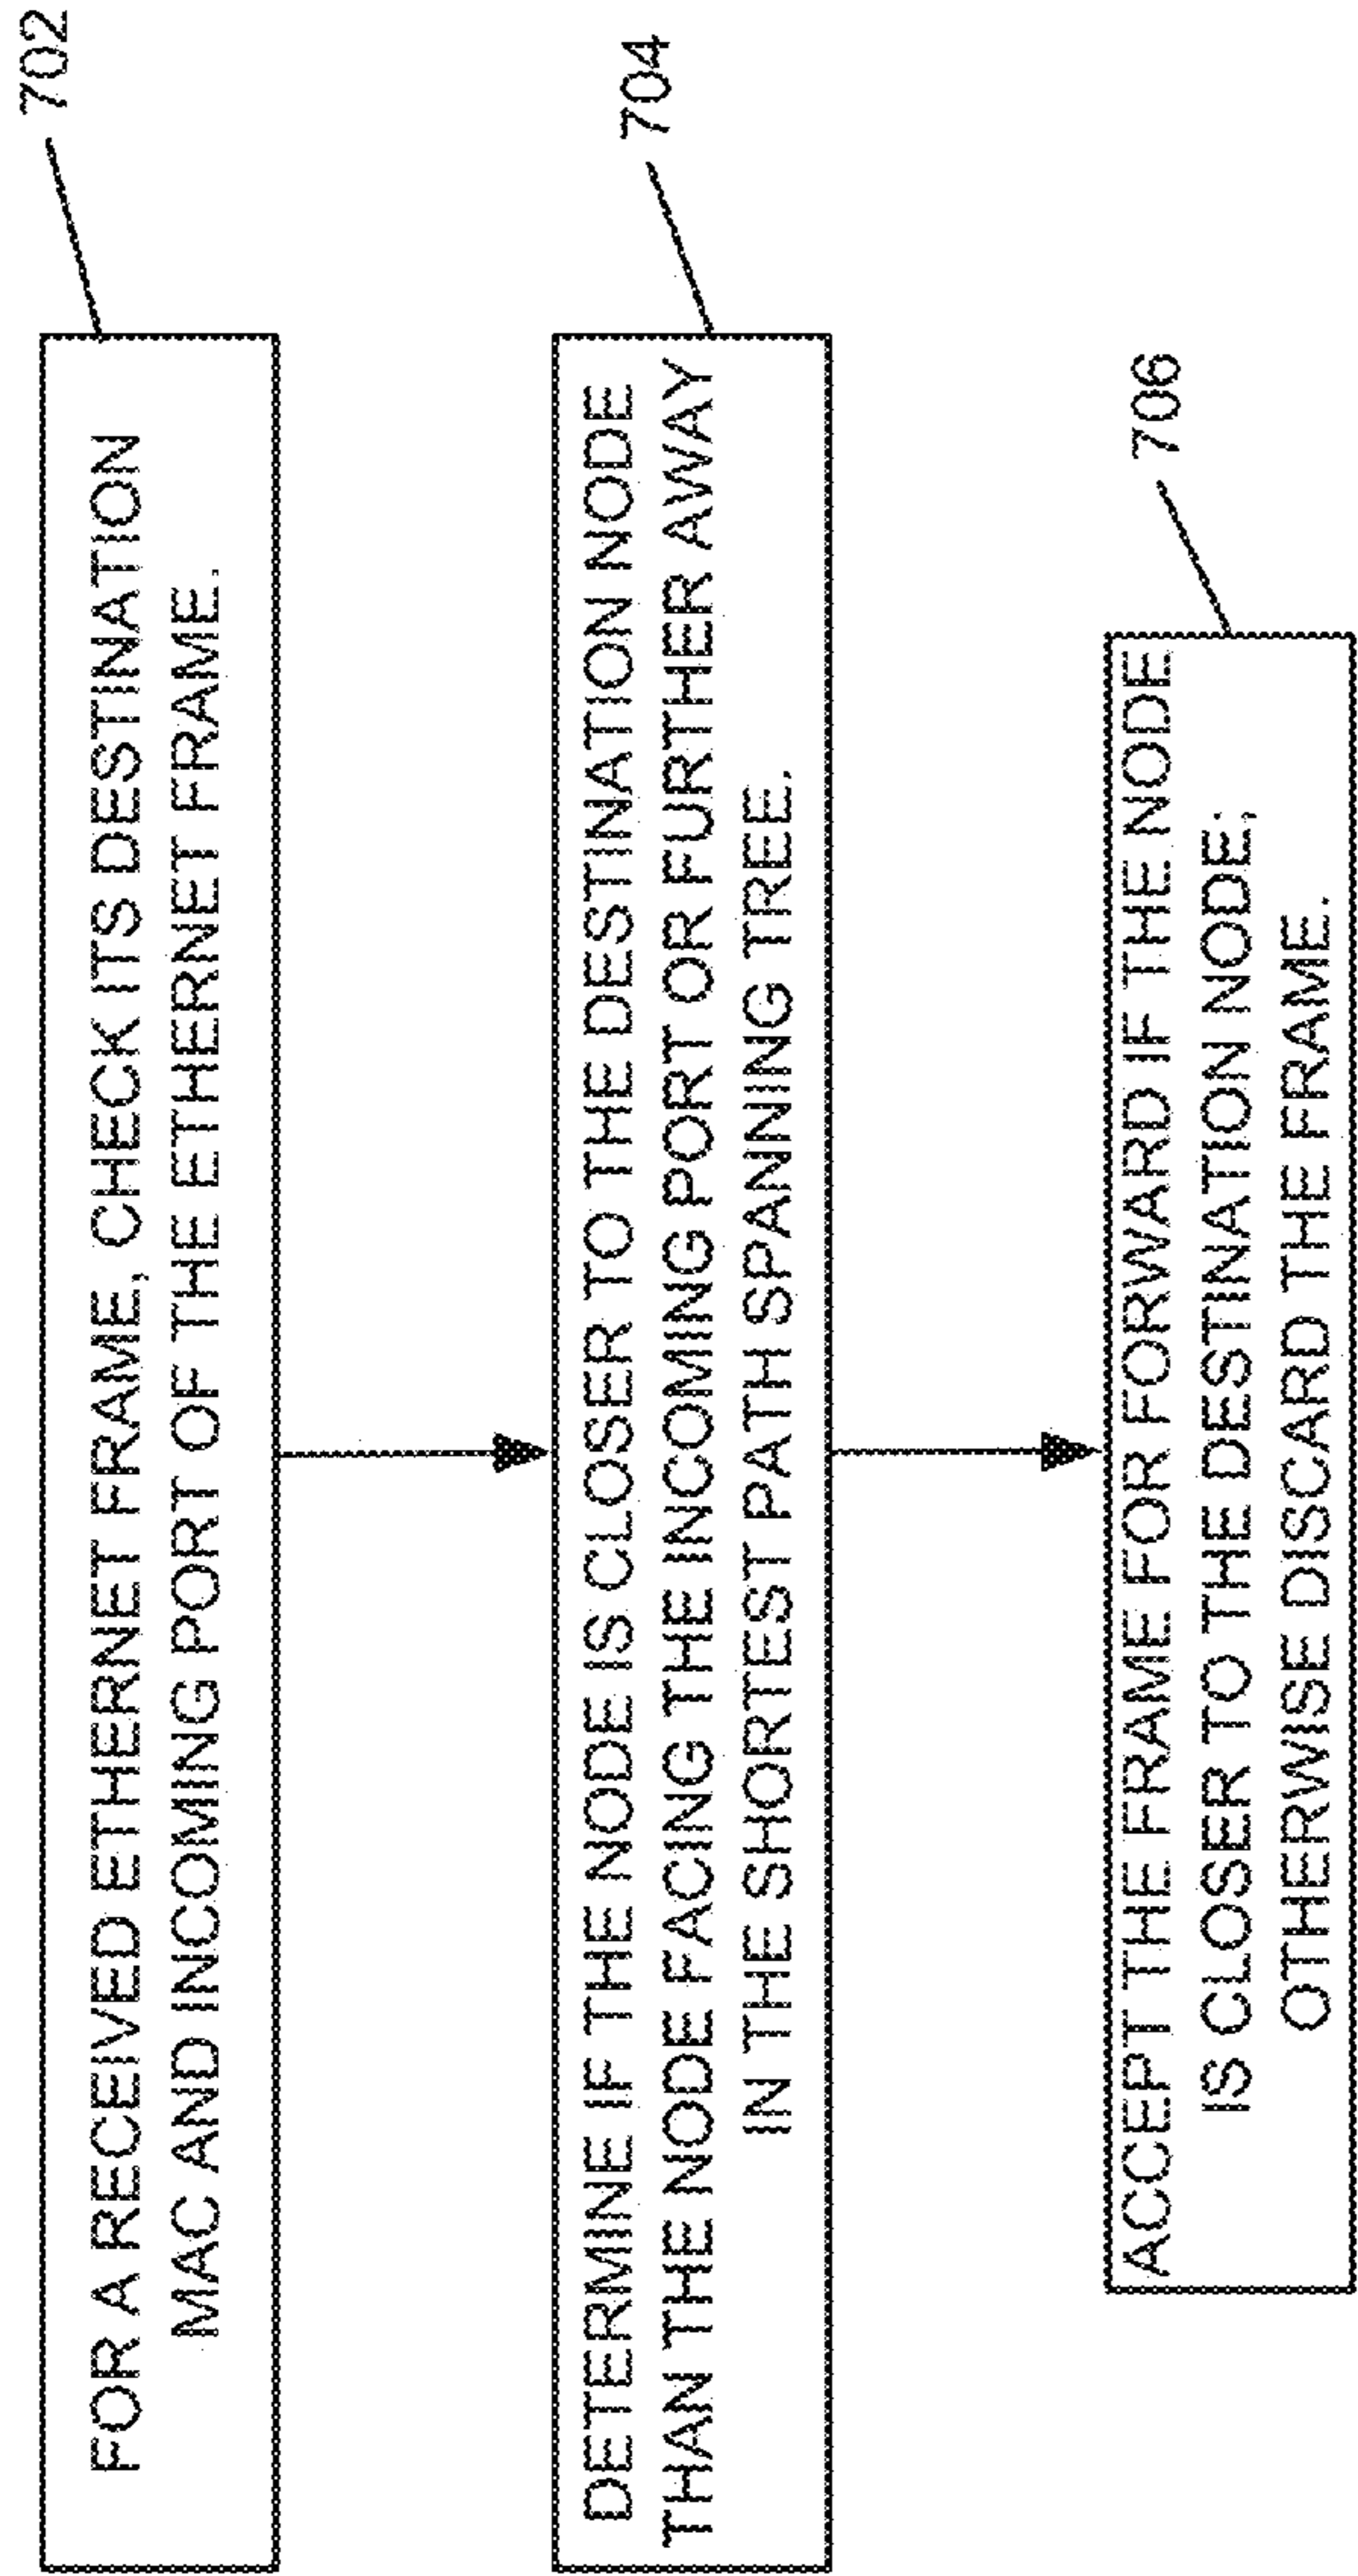 702
FOR A RECEIVED ETHERNET FRAME, CHECK ITS DESTINATION
MAC AND INCOMING PORT OF THE ETHERNET FRAME.
704
DETERMINE IF THE NODE IS CLOSER TO THE DESTINATION NODE
THAN THE NODE FACING THE INCOMING PORT OR FURTHER AWAY
IN THE SHORTEST PATH SPANNING TREE.
706
ACCEPT THE FRAME FOR FORWARD IF THE NODE
IS CLOSER TO THE DESTINATION NODE;
OTHERWISE DISCARD THE FRAME.